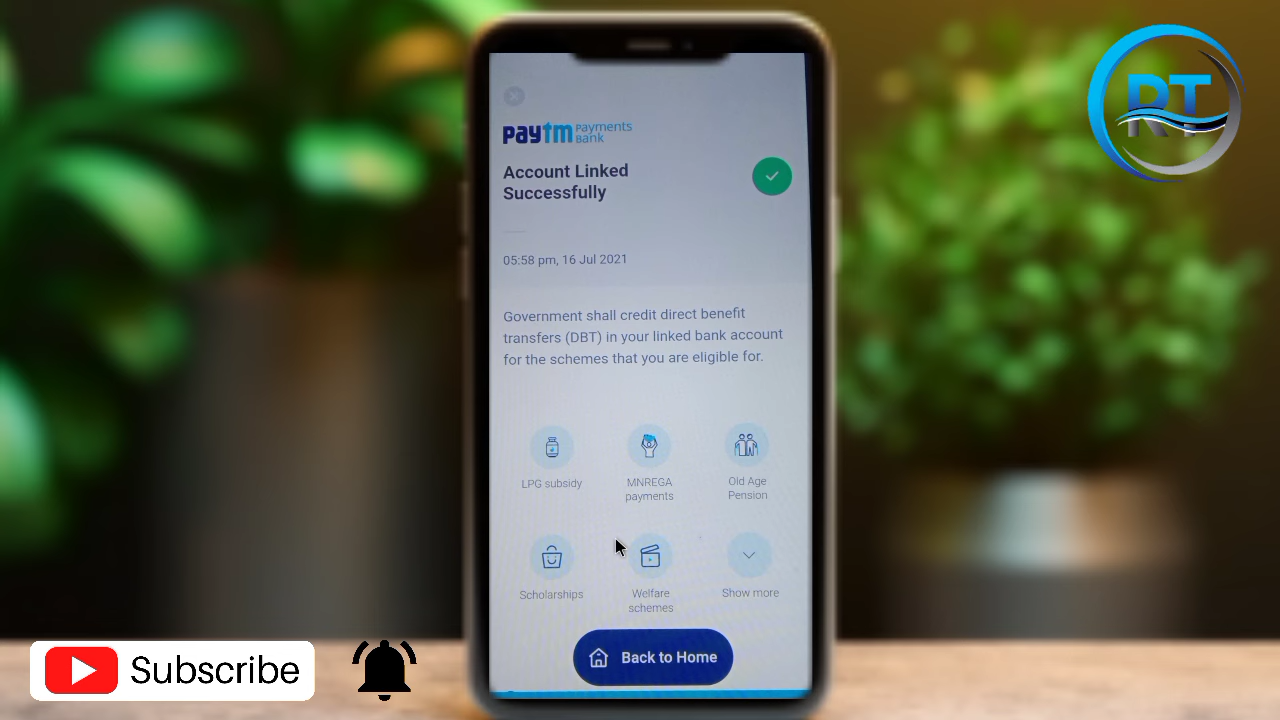 RT
paytm Payments
Bank
Account Linked
Successfully
05:58 pm, 16 Jul 2021
Government shall credit direct benefit
transfers (DBT) in your linked bank account
for the schemes that you are eligible for.
LPG subsidy
MNREGA
payments
Old Age
Pension
Scholarships
Welfare
schemes
Show more
Back to Home
Subscribe